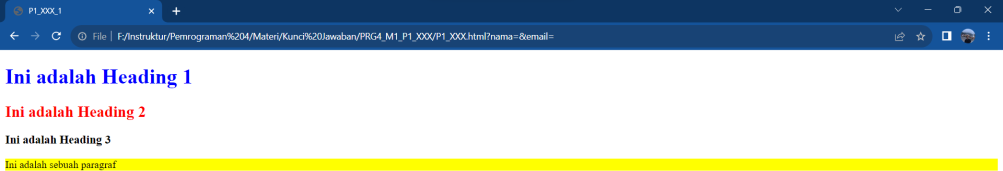 P1_XXX_1
File F:/Instruktur/Pemrograman%204/Materi/Kunci%20Jawaban/PRG4_M1_P1_XXX/P1_XXX.html?nama=&email=
Ini adalah Heading 1
Ini adalah Heading 2
Ini adalah Heading 3
Ini adalah sebuah paragraf